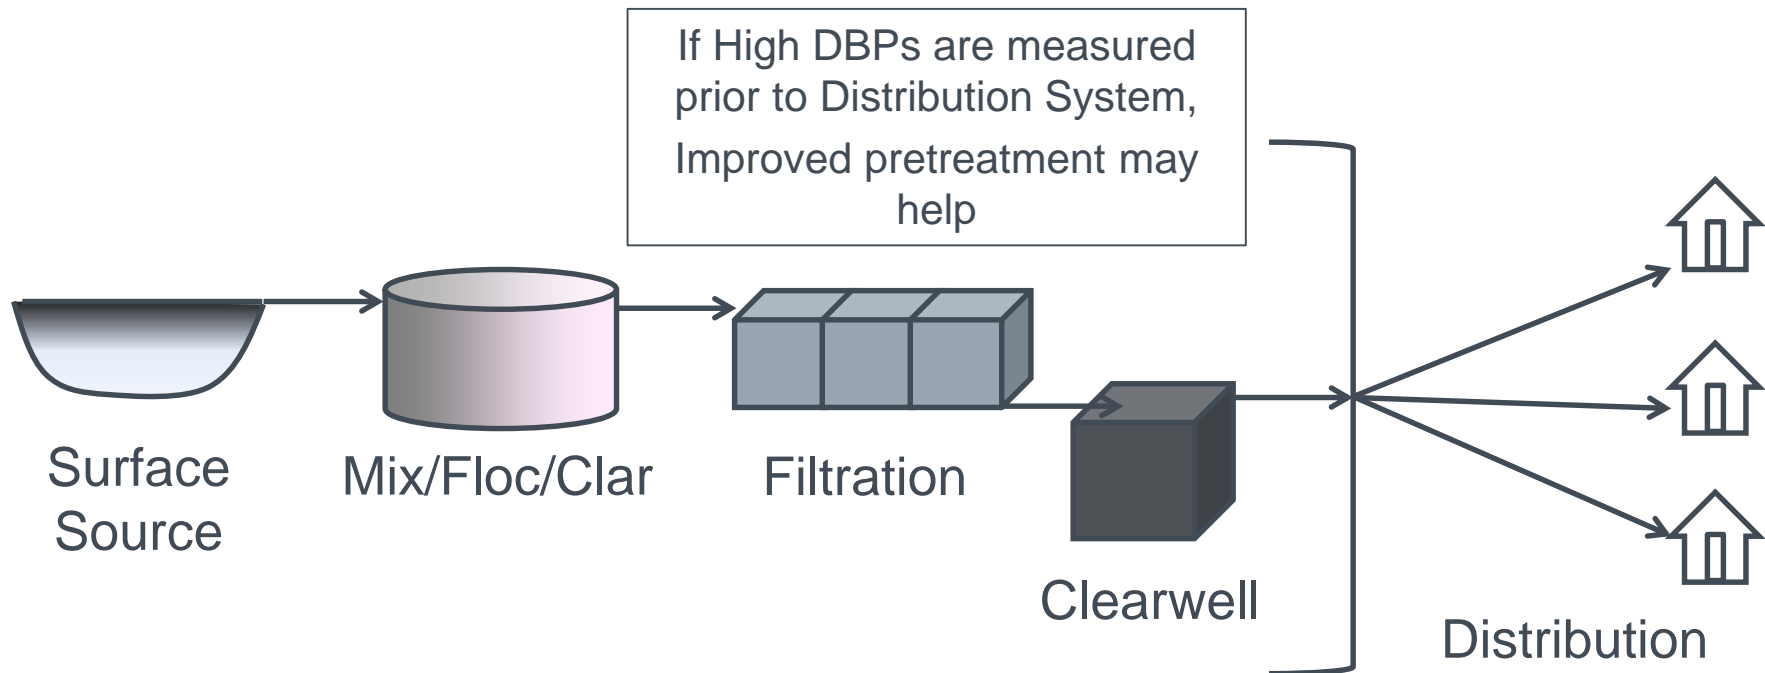 If High DBPs are measured
prior to Distribution System,
Improved pretreatment may
help
Surface
Source
Mix/Floc/Clar
Filtration
Clearwell
Distribution